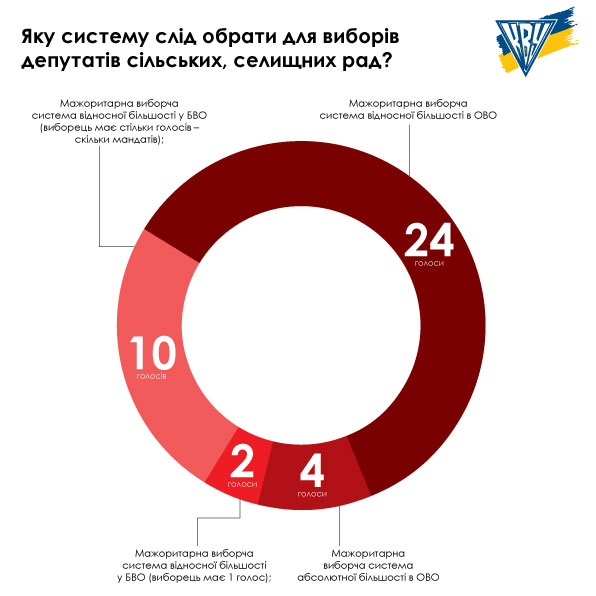 Яку систему слід обрати для виборів
депутатів сільських, селищних рад?
КВУ
Мажоритарна виборча
система відносної більшості у БВО
(виборець має стільки голосів –
скільки мандатів);
Мажоритарна виборча
система відносної більшості в ОВО
24
голоси
10
голосів
2
голоси
4
голоси
Мажоритарна виборча
система відносної більшості
у БВО (виборець має 1 голос);
Мажоритарна
виборча система
абсолютної більшості в ОВО